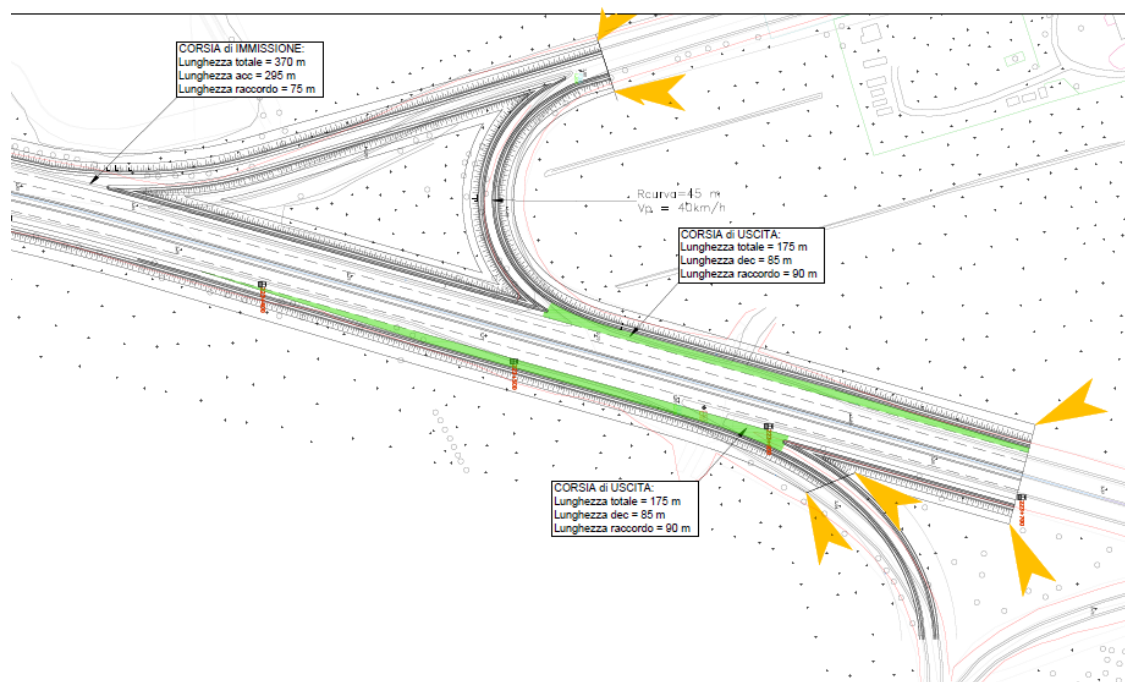 CORSIA di IMMISSIONE:
Lunghezza totale = 370 m
Lunghezza acc = 295 m
Lunghezza raccordo = 75 m
Rcurva=45 m
Vp = 40km/h
CORSIA di USCITA:
Lunghezza totale = 175 m
Lunghezza dec = 85 m
Lunghezza raccordo = 90 m
CORSIA di USCITA:
Lunghezza totale = 175 m
Lunghezza dec = 85 m
Lunghezza raccordo = 90 m